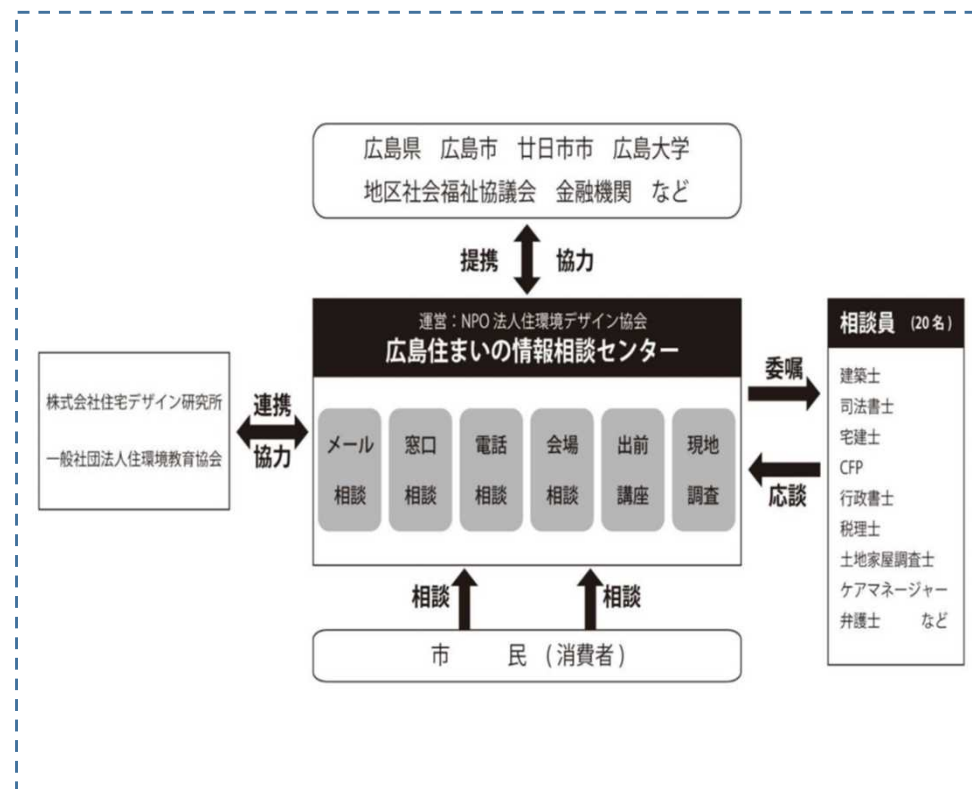 広島県 広島市 廿日市市 広島大学
地区社会福祉協議会 金融機関 など
提携 協力
運営：NPO 法人住環境デザイン協会
広島住まいの情報相談センター
株式会社住宅デザイン研究所
一般社団法人住環境教育協会
連携
協力
メール
相談
窓口
相談
電話
相談
会場
相談
出前
講座
現地
調査
委嘱
応談
相談員 (20 名)
建築士
司法書士
宅建士
CFP
行政書士
税理士
土地家屋調査士
ケアマネージャー
弁護士 など
相談 相談
市 民 (消費者)